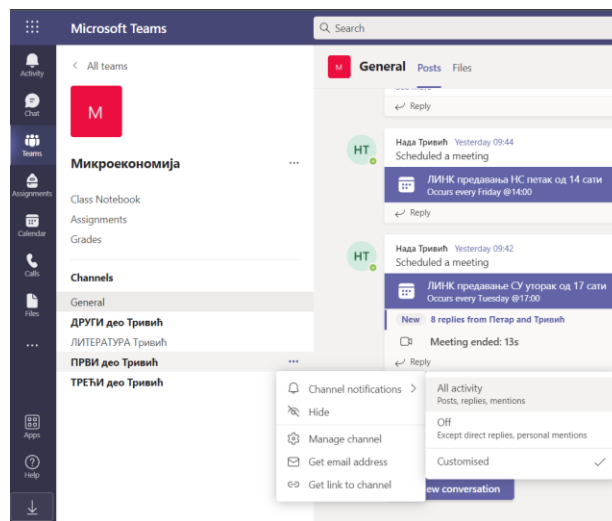 Microsoft Teams
Search
Activity
Chat
Teams
Assignments
Calendar
Calls
Files
Apps
Help
All teams
M
Микроекономија
Class Notebook
Assignments
Grades
Channels
General
ДРУГИ део Тривић
ЛИТЕРАТУРА Тривић
ПРВИ део Тривић
ТРЕЋИ део Тривић
M General Posts Files
Reply
НТ
Нада Тривић Yesterday 09:44
Scheduled a meeting
ЛИНК предавања НС петак од 14 сати
Occurs every Friday @14:00
Reply
НТ
Нада Тривић Yesterday 09:42
Scheduled a meeting
ЛИНК предавање СУ уторак од 17 сати
Occurs every Tuesday @17:00
New 8 replies from Петар and Тривић
Meeting ended: 13s
Reply
Channel notifications
Hide
Manage channel
Get email address
Get link to channel
All activity
Posts, replies, mentions
Off
Except direct replies, personal mentions
Customised
ew conversation